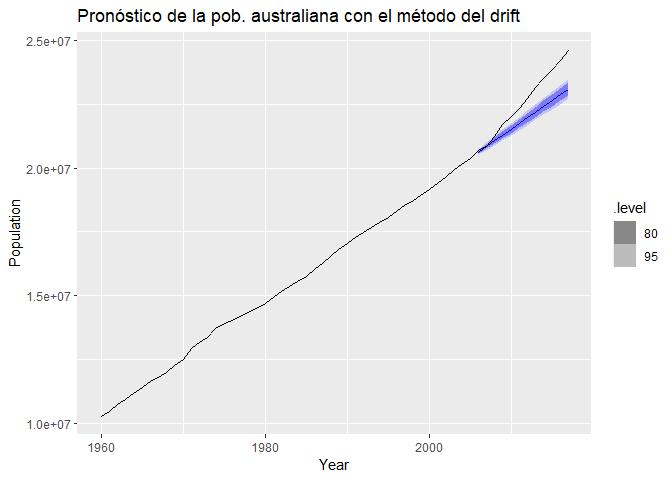 Pronóstico de la pob. australiana con el método del drift
2.5e+07
2.0e+07
1.5e+07
1.0e+07
Population
1960
1980
2000
Year
.level
80
95